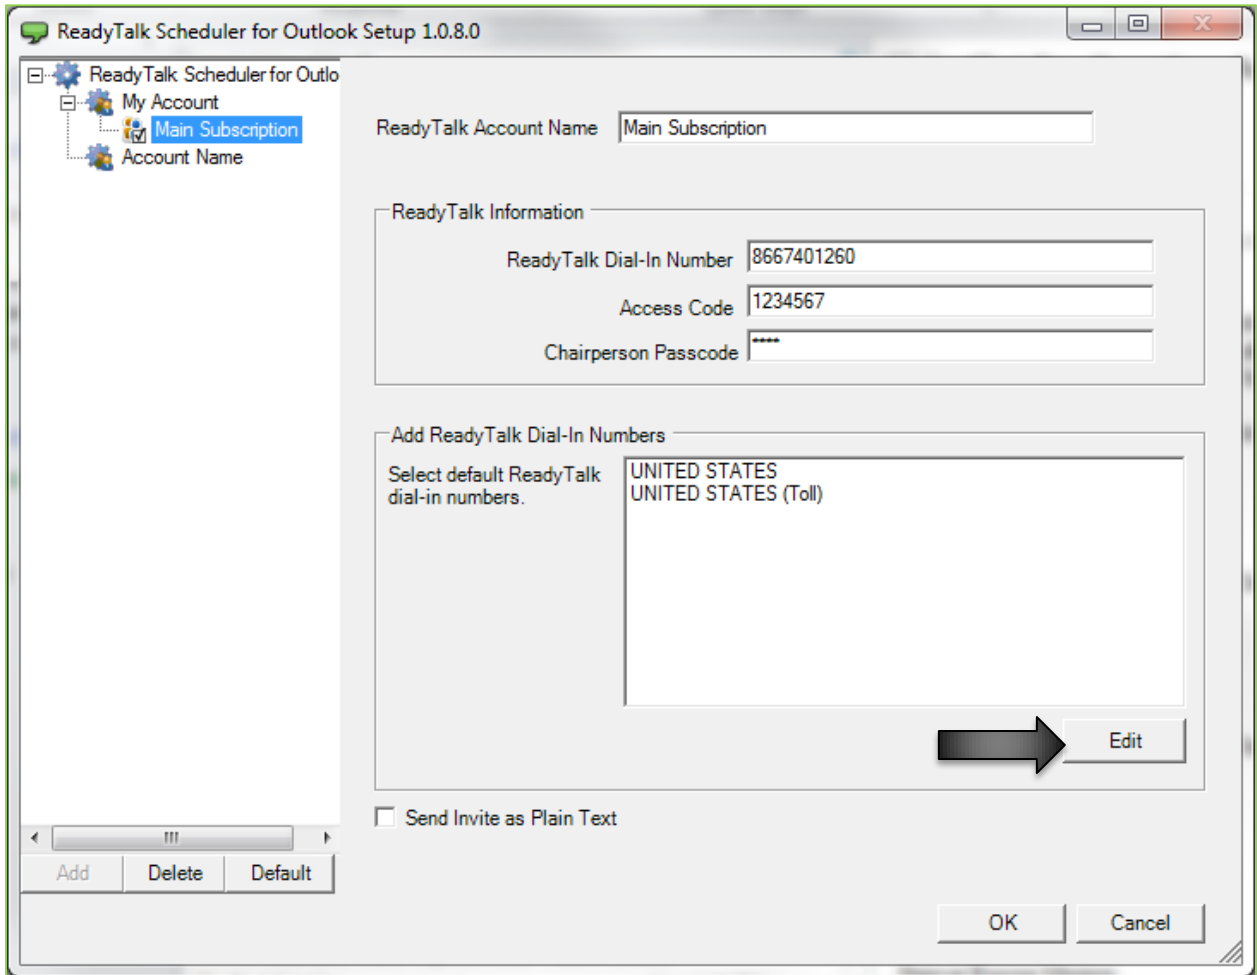 ReadyTalk Scheduler for Outlook Setup 1.0.8.0
ReadyTalk Scheduler for Outlo
My Account
Main Subscription
Account Name
Add
Delete
Default
ReadyTalk Account Name
Main Subscription
ReadyTalk Information
ReadyTalk Dial-In Number
8667401260
Access Code
1234567
Chairperson Passcode
****
Add ReadyTalk Dial-In Numbers
Select default ReadyTalk
dial-in numbers.
UNITED STATES
UNITED STATES (Toll)
Edit
Send Invite as Plain Text
OK
Cancel